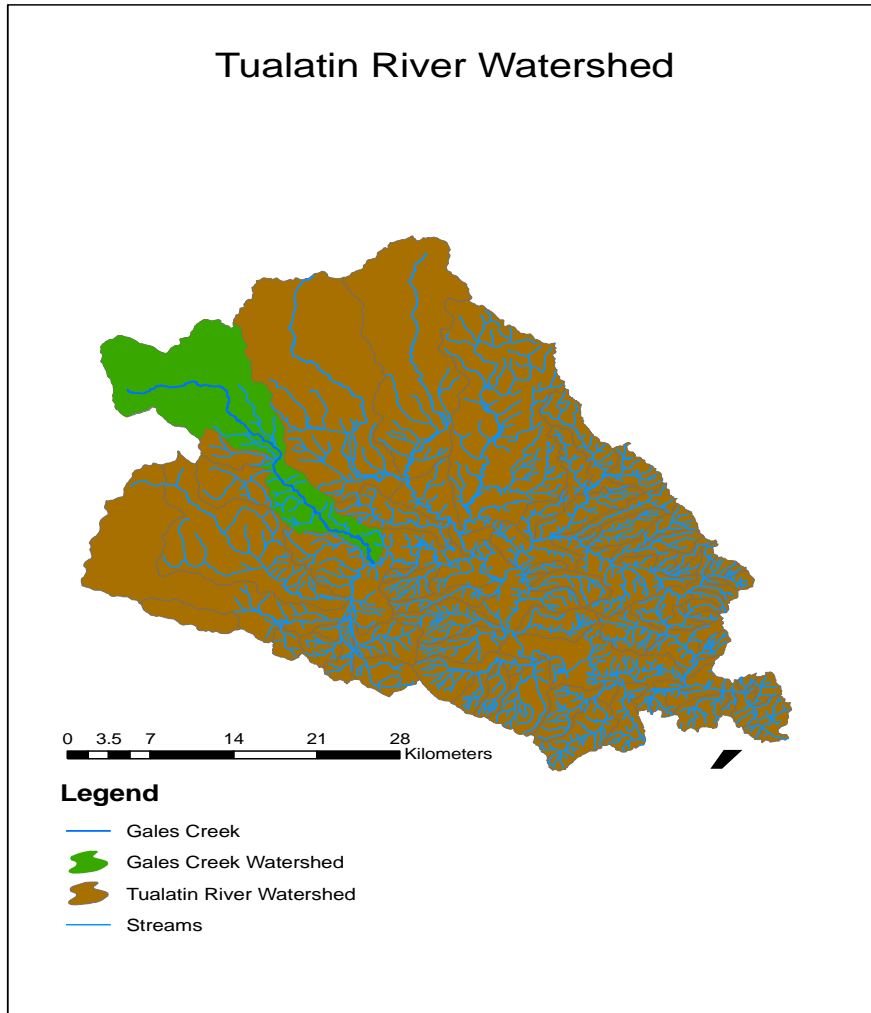 Tualatin River Watershed
0 3.5 7 14 21 28
Kilometers
Legend
Gales Creek
Gales Creek Watershed
Tualatin River Watershed
Streams